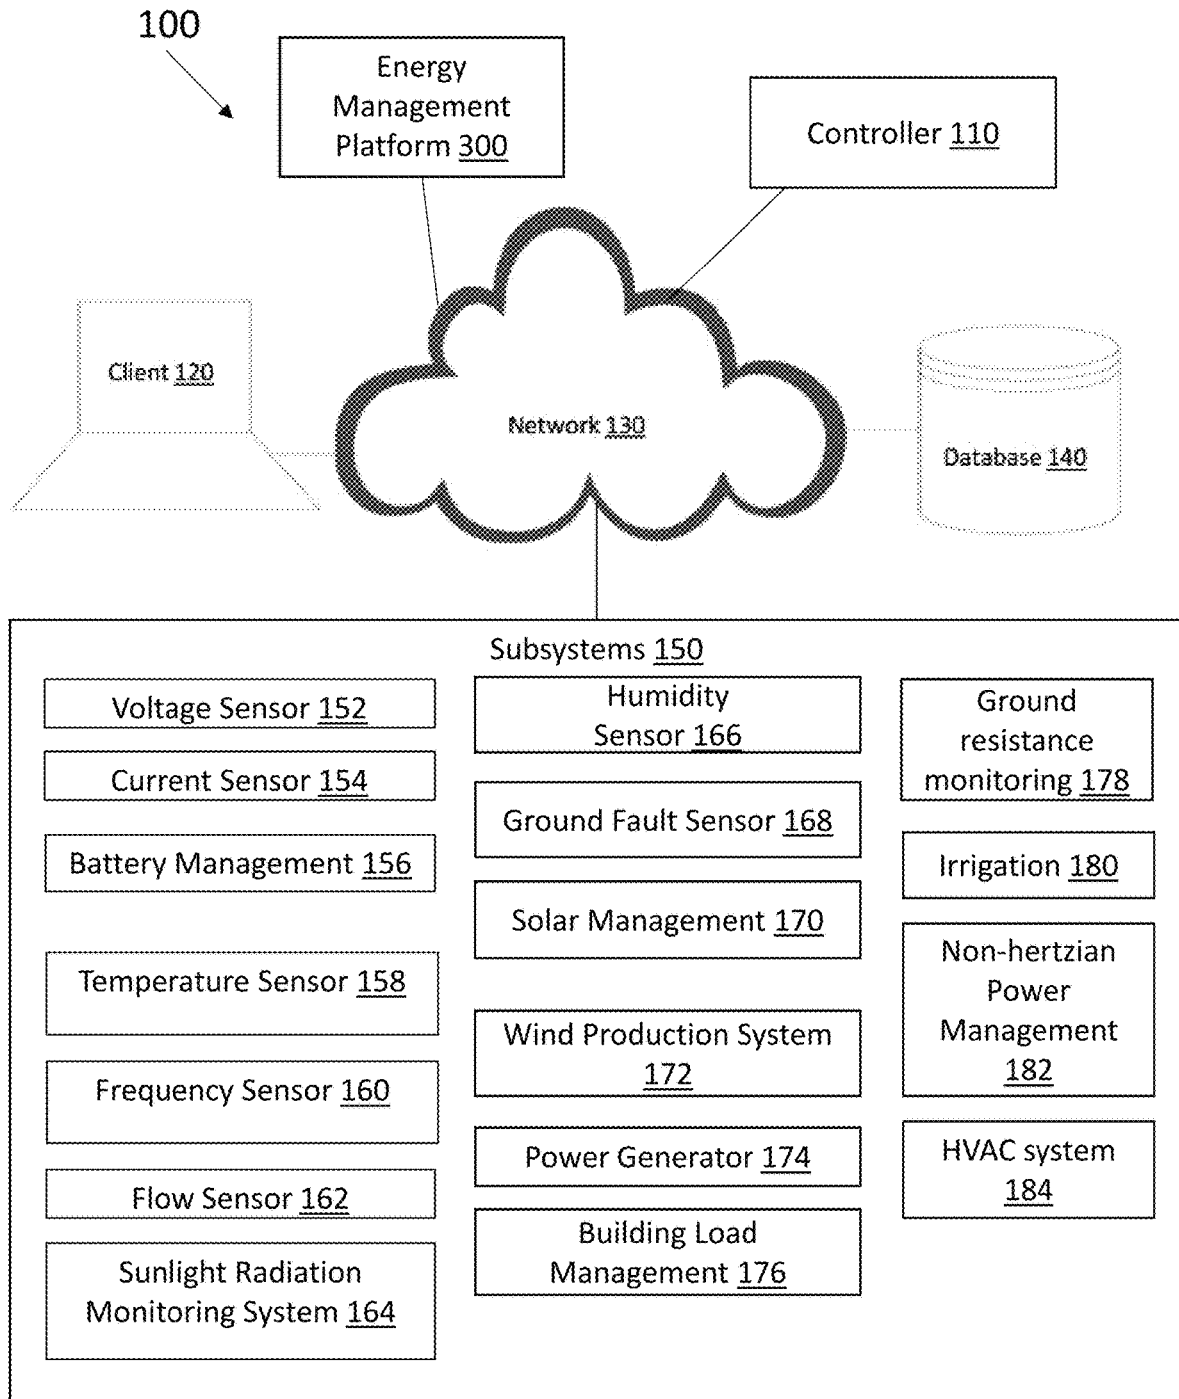 100
Energy
Management
Platform 300
Controller 110
Client 120
Network 130
Database 140
Subsystems 150
Voltage Sensor 152
Current Sensor 154
Battery Management 156
Temperature Sensor 158
Frequency Sensor 160
Flow Sensor 162
Sunlight Radiation
Monitoring System 164
Humidity
Sensor 166
Ground Fault Sensor 168
Solar Management 170
Wind Production System
172
Power Generator 174
Building Load
Management 176
Ground
resistance
monitoring 178
Irrigation 180
Non-hertzian
Power
Management
182
HVAC system
184